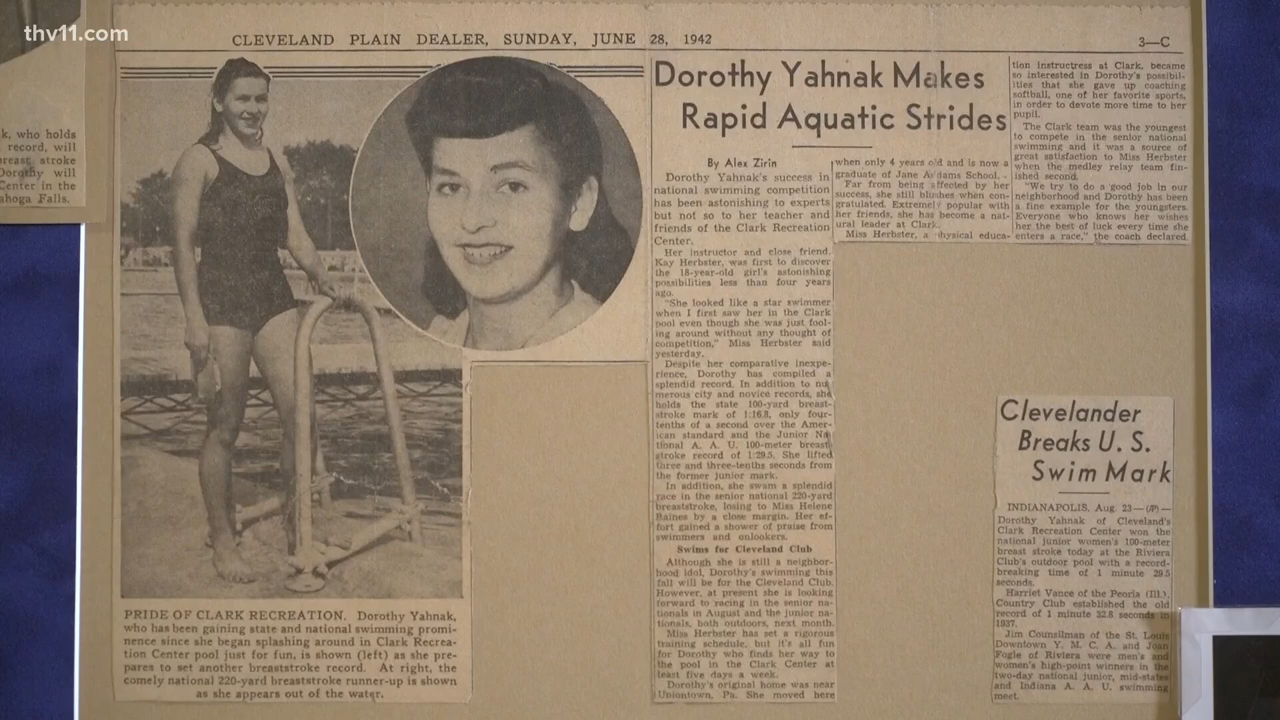 thv11.com
k, who holds
record, will
breast stroke
Dorothy will
Center in the
ahoga Falls.
CLEVELAND PLAIN DEALER, SUNDAY, JUNE 28, 1942
3—C
PRIDE OF CLARK RECREATION. Dorothy Yahnak,
who has been gaining state and national swimming promi-
nence since she began splashing around in Clark Recrea-
tion Center pool just for fun, is shown (left) as she pre-
pares to set another breaststroke record. At right, the
comely national 220-yard breaststroke runner-up is shown
as she appears out of the water.
Dorothy Yahnak Makes
Rapid Aquatic Strides
By Alex Zirin
Dorothy Yahnak's success in
national swimming competition
has been astonishing to experts
but not so to her teacher and
friends of the Clark Recreation
Center.
Her instructor and close friend,
Kay Herbster, was first to discover
the 18-year-old girl's astonishing
possibilities less than four years
ago.
"She looked like a star swimmer
when I first saw her in the Clark
pool even though she was just fool-
ing around without any thought of
competition," Miss Herbster said
yesterday.
Despite her comparative inexpe-
rience, Dorothy has compiled a
splendid record. In addition to nu-
merous city and novice records, she
holds the state 100-yard breast-
stroke mark of 1:16.8, only four-
tenths of a second over the Amer-
ican standard and the Junior Na-
tional A. A. U. 100-meter breast-
stroke record of 1:29.5. She lifted
three and three-tenths seconds from
the former junior mark.
In addition, she swam a splendid
race in the senior national 220-yard
breaststroke, losing to Miss Helene
Rains by a close margin. Her ef-
fort gained a shower of praise from
swimmers and onlookers.
Swims for Cleveland Club
Although she is still a neighbor-
hood idol, Dorothy's swimming this
fall will be for the Cleveland Club.
However, at present she is looking
forward to racing in the senior na-
tionals in August and the junior na-
tionals, both outdoors, next month.
Miss Herbster has set a rigorous
training schedule, but it's all fun
for Dorothy who finds her way to
the pool in the Clark Center at
least five days a week.
Dorothy's original home was near
Uniontown, Pa. She moved here
when only 4 years old and is now a
graduate of Jane Addams School.
Far from being affected by her
success, she still blushes when con-
gratulated. Extremely popular with
her friends, she has become a nat-
ural leader at Clark.
Miss Herbster, a physical educa-
tion instructress at Clark, became
so interested in Dorothy's possibil-
ities that she gave up coaching
softball, one of her favorite sports,
in order to devote more time to her
pupil.
The Clark team was the youngest
to compete in the senior national
swimming and it was a source of
great satisfaction to Miss Herbster
when the medley relay team fin-
ished second.
"We try to do a good job in our
neighborhood and Dorothy has been
a fine example for the youngsters.
Everyone who knows her wishes
her the best of luck every time she
enters a race," the coach declared.
Clevelander
Breaks U. S.
Swim Mark
INDIANAPOLIS, Aug. 23—(AP)—
Dorothy Yahnak of Cleveland's
Clark Recreation Center won the
national junior women's 100-meter
breast stroke today at the Riviera
Club's outdoor pool with a record-
breaking time of 1 minute 29.5
seconds.
Harriet Vance of the Peoria (Ill.),
Country Club established the old
record of 1 minute 32.8 seconds in
1937.
Jim Counsilman of the St. Louis
Downtown Y. M. C. A. and Joan
Fogle of Riviera were men's and
women's high-point winners in the
two-day national junior, mid-states
and Indiana A. A. U. swimming
meet.